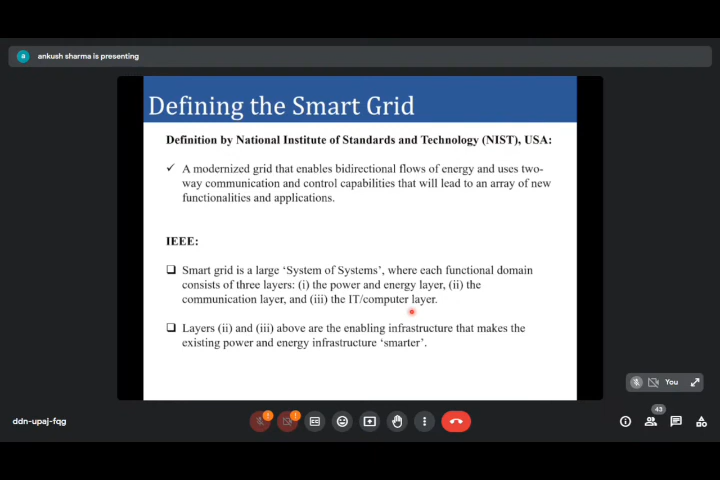 a ankush sharma is presenting
Defining the Smart Grid
Definition by National Institute of Standards and Technology (NIST), USA:
A modernized grid that enables bidirectional flows of energy and uses two-
way communication and control capabilities that will lead to an array of new
functionalities and applications.
IEEE:
Smart grid is a large ‘System of Systems’, where each functional domain
consists of three layers: (i) the power and energy layer, (ii) the
communication layer, and (iii) the IT/computer layer.
Layers (ii) and (iii) above are the enabling infrastructure that makes the
existing power and energy infrastructure ‘smarter’.
You
43
ddn-upaj-fqg